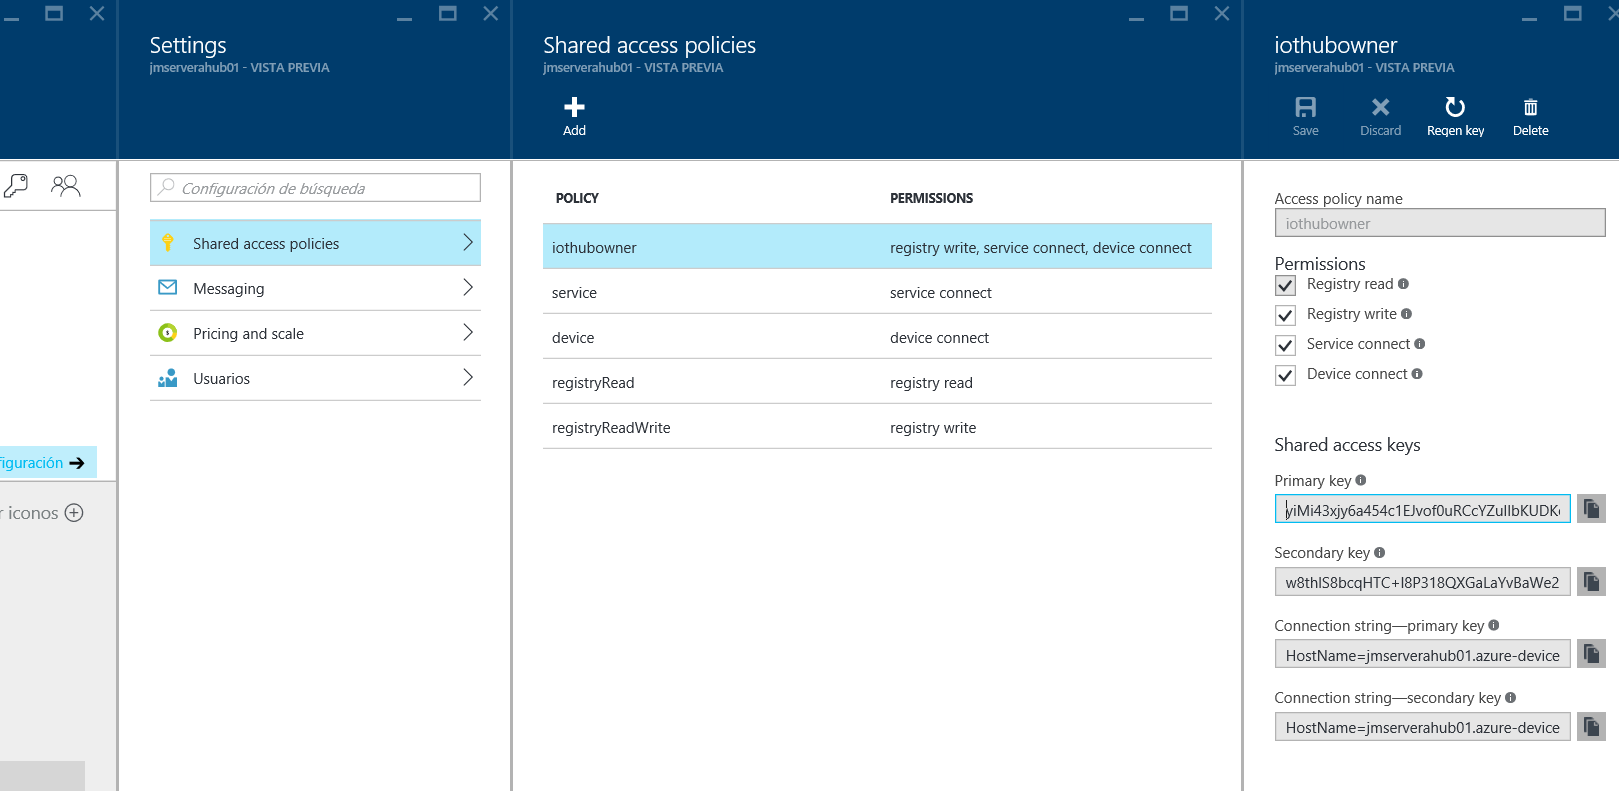 Settings
jmserverahub01 - VISTA PREVIA
Shared access policies
jmserverahub01 - VISTA PREVIA
Add
iothubowner
jmserverahub01 - VISTA PREVIA
Save
Discard
Regen key
Delete
figuración
r iconos
Configuración de búsqueda
Shared access policies
Messaging
Pricing and scale
Usuarios
POLICY PERMISSIONS
iothubowner registry write, service connect, device connect
service service connect
device device connect
registryRead registry read
registryReadWrite registry write
Access policy name
iothubowner
Permissions
Registry read
Registry write
Service connect
Device connect
Shared access keys
Primary key
yiMi43xjy6a454c1EJvof0uRCcYZuIIbKUDK
Secondary key
w8thIS8bcqHTC+I8P318QXGaLaYvBaWe2
Connection string—primary key
HostName=jmserverahub01.azure-device
Connection string—secondary key
HostName=jmserverahub01.azure-device